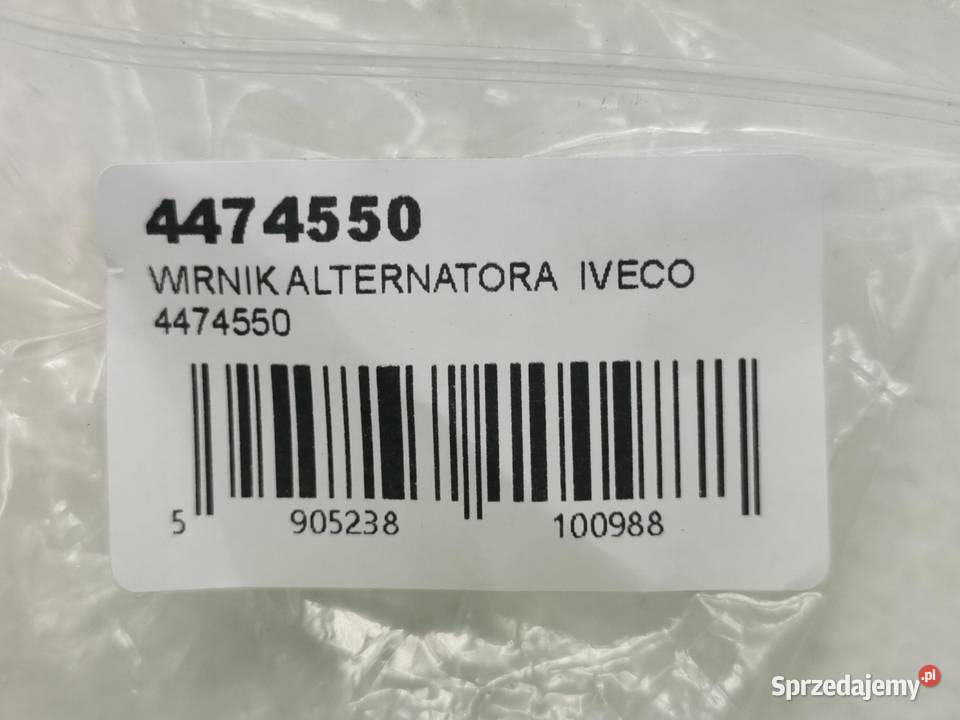 4474550
WIRNIK ALTERNATORA IVECO
4474550
5 905238 100988
Sprzedajemy.pl